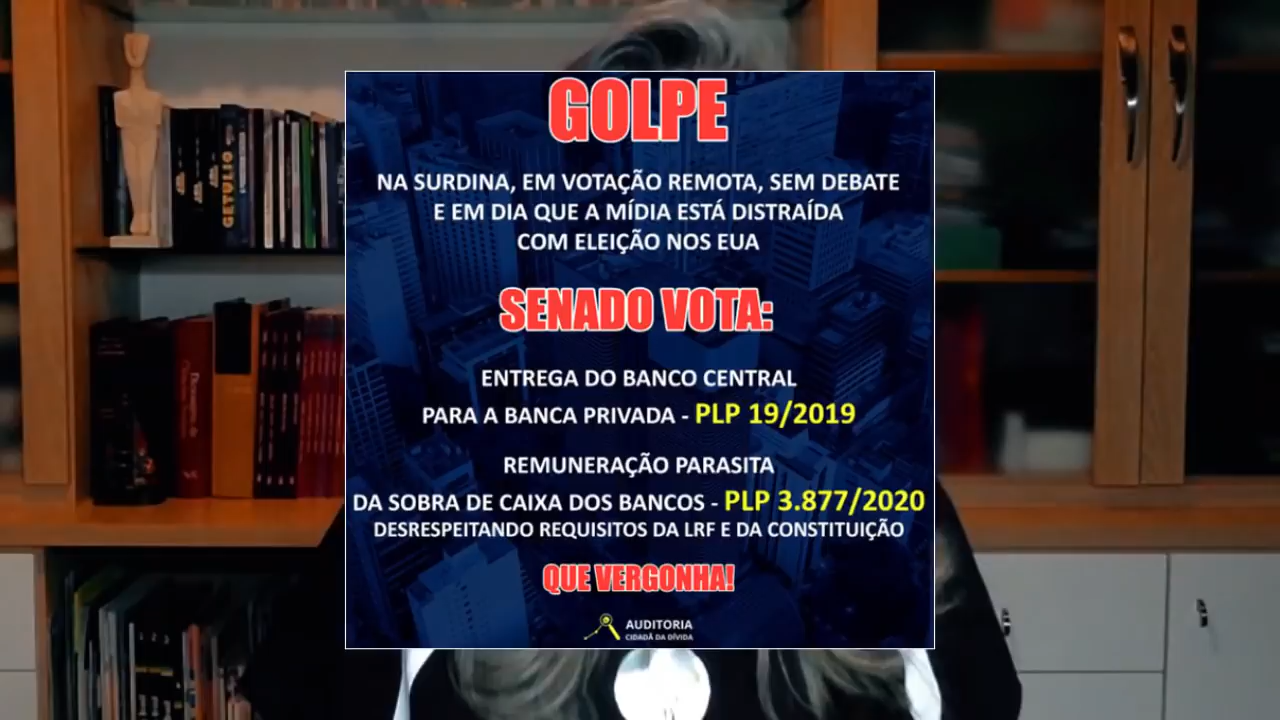 GOLPE
NA SURDINA, EM VOTAÇÃO REMOTA, SEM DEBATE
E EM DIA QUE A MÍDIA ESTÁ DISTRAÍDA
COM ELEIÇÃO NOS EUA
SENADO VOTA:
ENTREGA DO BANCO CENTRAL
PARA A BANCA PRIVADA - PLP 19/2019
REMUNERAÇÃO PARASITA
DA SOBRA DE CAIXA DOS BANCOS - PLP 3.877/2020
DESRESPEITANDO REQUISITOS DA LRF E DA CONSTITUIÇÃO
QUE VERGONHA!
AUDITORIA
CIDADÃ DA DÍVIDA
GETÚLIO